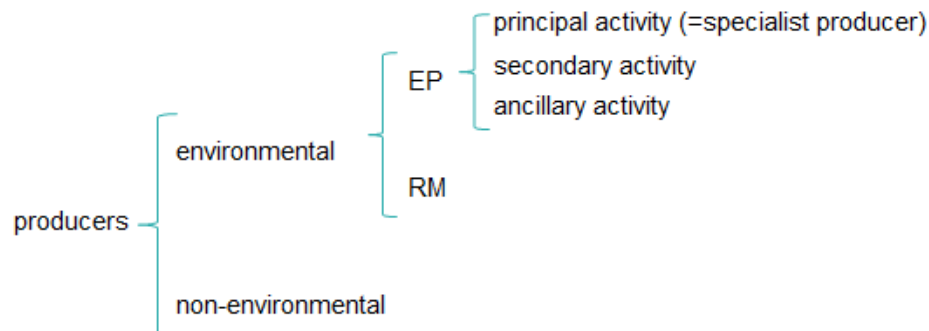 principal activity (=specialist producer)
secondary activity
EP
ancillary activity
environmental
RM
producers
non-environmental